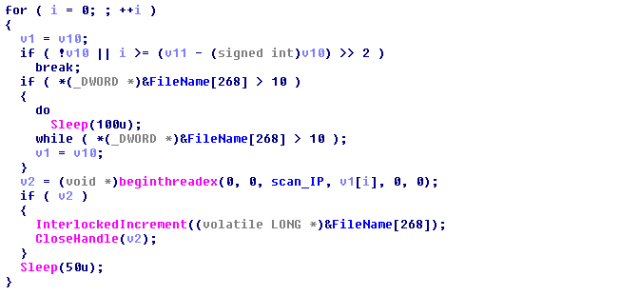 for ( i = 0; ; ++i )
{
  v1 = v10;
  if ( !v10 || i >= (v11 - (signed int)v10) >> 2 )
    break;
  if ( *(_DWORD *)&FileName[268] > 10 )
  {
    do
      Sleep(100u);
    while ( *(_DWORD *)&FileName[268] > 10 );
    v1 = v10;
  }
  v2 = (void *)beginthreadex(0, 0, scan_IP, v1[i], 0, 0);
  if ( v2 )
  {
    InterlockedIncrement((volatile LONG *)&FileName[268]);
    CloseHandle(v2);
  }
  Sleep(50u);
}